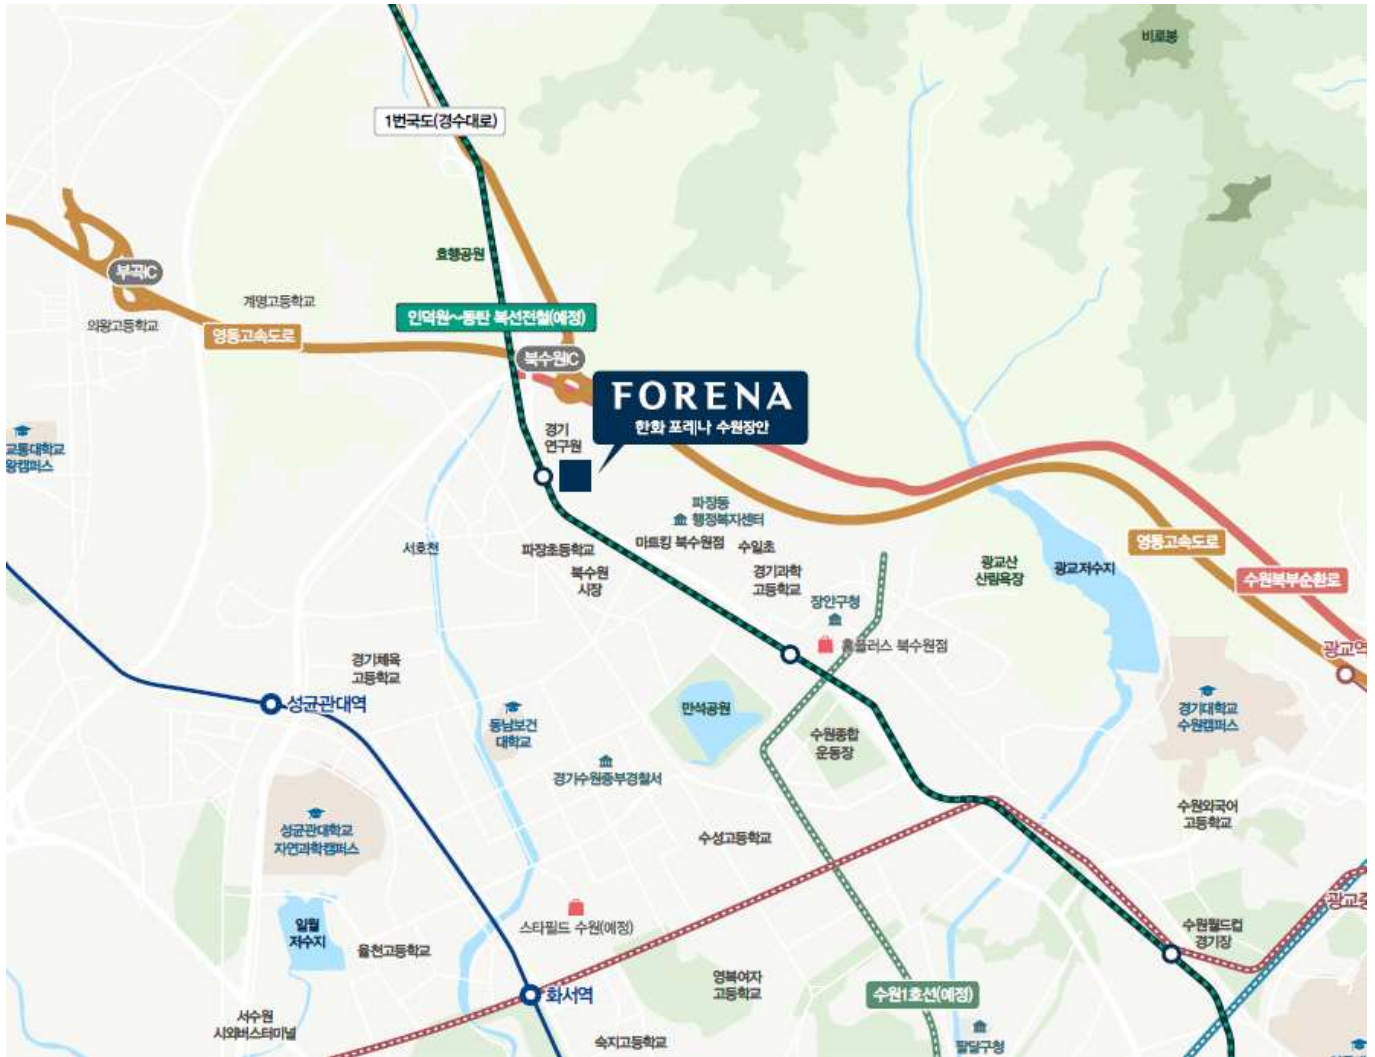 비로봉
1번국도(경수대로)
효행공원
부곡IC
계명고등학교
의왕고등학교
영동고속도로
인덕원~동탄 복선전철(예정)
북수원IC
FORENA
한화 포레나 수원장안
경기
연구원
교통대학교
왕캠퍼스
파장동
행정복지센터
서호천
파장초등학교
마트킹 북수원점
수일초
북수원
시장
경기과학
고등학교
광교산
산림욕장
광교저수지
영동고속도로
수원북부순환로
장안구청
홈플러스 북수원점
광교역
경기체육
고등학교
성균관대역
만석공원
동남보건
대학교
수원종합
운동장
경기대학교
수원캠퍼스
경기수원중부경찰서
수원외국어
고등학교
성균관대학교
자연과학캠퍼스
수성고등학교
광교중
스타필드 수원(예정)
일월
저수지
율천고등학교
수원월드컵
경기장
영복여자
고등학교
수원1호선(예정)
화서역
서수원
시외버스터미널
숙지고등학교
팔달구청